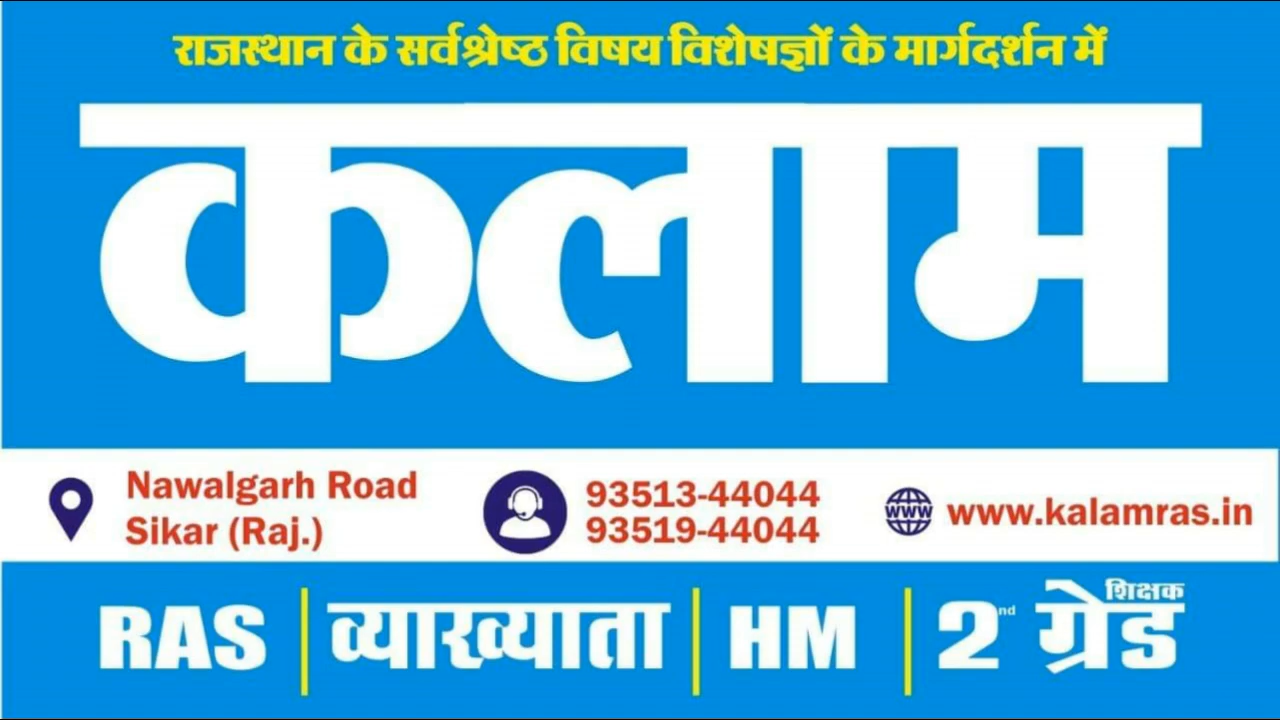 राजस्थान के सर्वश्रेष्ठ विषय विशेषज्ञों के मार्गदर्शन में
कलाम
Nawalgarh Road
Sikar (Raj.)
93513-44044
93519-44044
www
www.kalamras.in
RAS | व्याख्याता | HM | 2nd ग्रेड शिक्षक